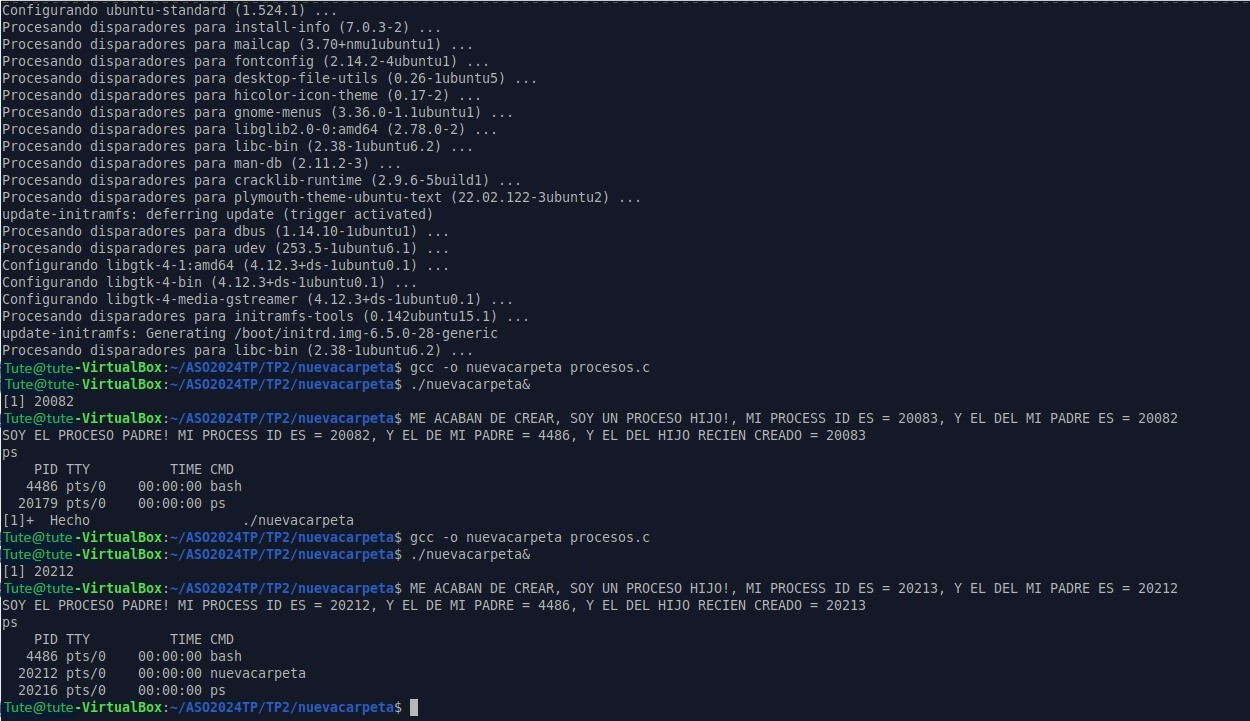 Configurando ubuntu-standard (1.524.1) ...
Procesando disparadores para install-info (7.0.3-2) ...
Procesando disparadores para mailcap (3.70+nmu1ubuntu1) ...
Procesando disparadores para fontconfig (2.14.2-4ubuntu1) ...
Procesando disparadores para desktop-file-utils (0.26-1ubuntu5) ...
Procesando disparadores para hicolor-icon-theme (0.17-2) ...
Procesando disparadores para gnome-menus (3.36.0-1.1ubuntu1) ...
Procesando disparadores para libglib2.0-0:amd64 (2.78.0-2) ...
Procesando disparadores para libc-bin (2.38-1ubuntu6.2) ...
Procesando disparadores para man-db (2.11.2-3) ...
Procesando disparadores para cracklib-runtime (2.9.6-5build1) ...
Procesando disparadores para plymouth-theme-ubuntu-text (22.02.122-3ubuntu2) ...
update-initramfs: deferring update (trigger activated)
Procesando disparadores para dbus (1.14.10-1ubuntu1) ...
Procesando disparadores para udev (253.5-1ubuntu6.1) ...
Configurando libgtk-4-1:amd64 (4.12.3+ds-1ubuntu0.1) ...
Configurando libgtk-4-bin (4.12.3+ds-1ubuntu0.1) ...
Configurando libgtk-4-media-gstreamer (4.12.3+ds-1ubuntu0.1) ...
Procesando disparadores para initramfs-tools (0.142ubuntu15.1) ...
update-initramfs: Generating /boot/initrd.img-6.5.0-28-generic
Procesando disparadores para libc-bin (2.38-1ubuntu6.2) ...
Tute@tute-VirtualBox:~/ASO2024TP/TP2/nuevacarpeta$ gcc -o nuevacarpeta procesos.c
Tute@tute-VirtualBox:~/ASO2024TP/TP2/nuevacarpeta$ ./nuevacarpeta&
[1] 20082
Tute@tute-VirtualBox:~/ASO2024TP/TP2/nuevacarpeta$ ME ACABAN DE CREAR, SOY UN PROCESO HIJO!, MI PROCESS ID ES = 20083, Y EL DEL MI PADRE ES = 20082
SOY EL PROCESO PADRE! MI PROCESS ID ES = 20082, Y EL DE MI PADRE = 4486, Y EL DEL HIJO RECIEN CREADO = 20083
ps
    PID TTY          TIME CMD
   4486 pts/0    00:00:00 bash
  20179 pts/0    00:00:00 ps
[1]+  Hecho                   ./nuevacarpeta
Tute@tute-VirtualBox:~/ASO2024TP/TP2/nuevacarpeta$ gcc -o nuevacarpeta procesos.c
Tute@tute-VirtualBox:~/ASO2024TP/TP2/nuevacarpeta$ ./nuevacarpeta&
[1] 20212
Tute@tute-VirtualBox:~/ASO2024TP/TP2/nuevacarpeta$ ME ACABAN DE CREAR, SOY UN PROCESO HIJO!, MI PROCESS ID ES = 20213, Y EL DEL MI PADRE ES = 20212
SOY EL PROCESO PADRE! MI PROCESS ID ES = 20212, Y EL DE MI PADRE = 4486, Y EL DEL HIJO RECIEN CREADO = 20213
ps
    PID TTY          TIME CMD
   4486 pts/0    00:00:00 bash
  20212 pts/0    00:00:00 nuevacarpeta
  20216 pts/0    00:00:00 ps
Tute@tute-VirtualBox:~/ASO2024TP/TP2/nuevacarpeta$